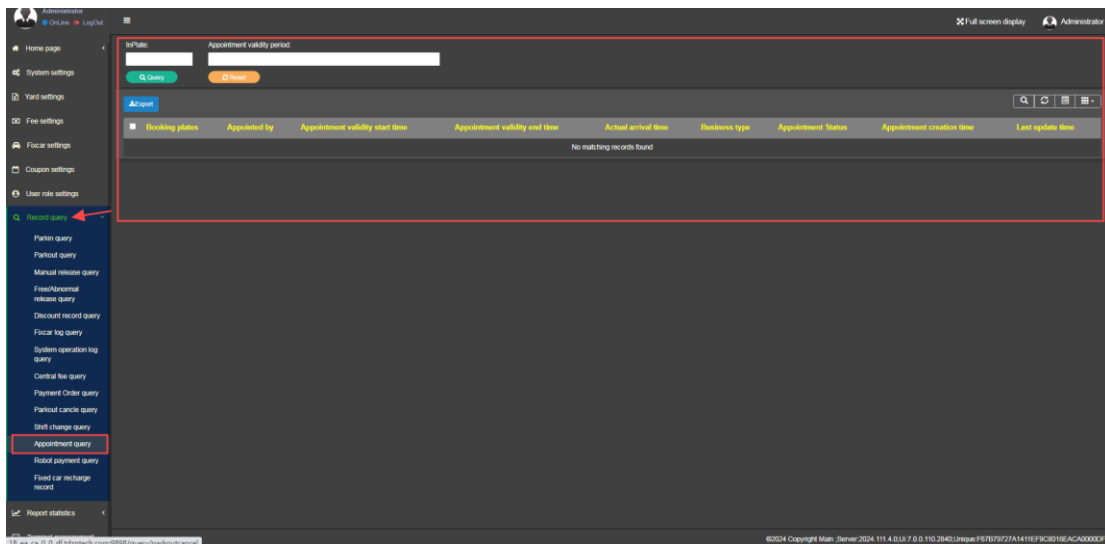 Administrator
OnLine LogOut
Full screen display
Administrator
Home page
System settings
Yard settings
Fee settings
Fixcar settings
Coupon settings
User role settings
Record query
Parkin query
Parkout query
Manual release query
Free/Abnormal
release query
Discount record query
Fixcar log query
System operation log
query
Central fee query
Payment Order query
Parkout cancle query
Shift change query
Appointment query
Robot payment query
Fixed car recharge
record
Report statistics
InPlate: Appointment validity period:
Query Reset
Export
Booking plates Appointed by Appointment validity start time Appointment validity end time Actual arrival time Business type Appointment Status Appointment creation time Last update time
No matching records found
©2024 Copyright Main ;Server:2024.111.4.0;UI:7.0.0.110.2840;Unique:F67B79727A1411EF9C8018EACA0000DF